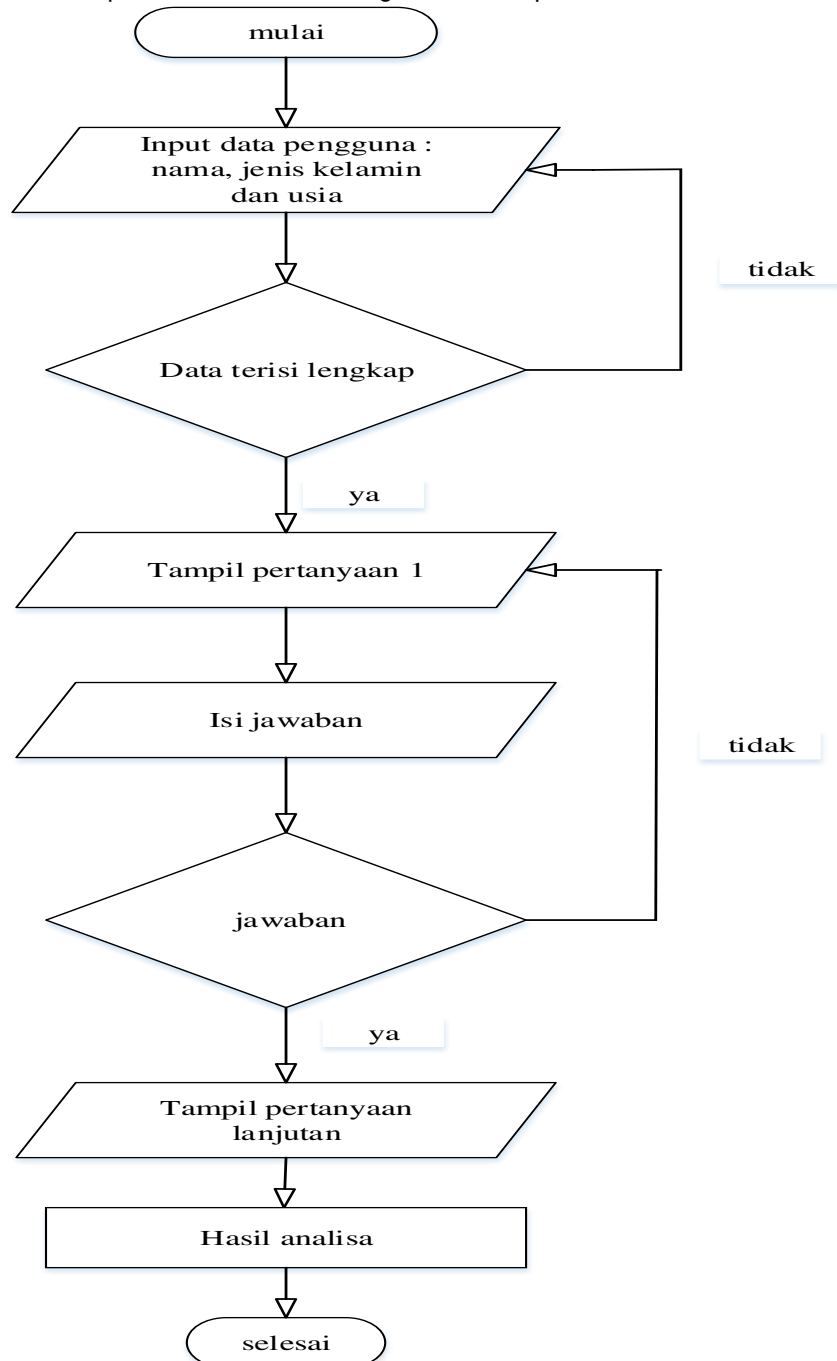 mulai
Input data pengguna :
nama, jenis kelamin
dan usia
tidak
Data terisi lengkap
ya
Tampil pertanyaan 1
Isi jawaban
tidak
jawaban
ya
Tampil pertanyaan
lanjutan
Hasil analisa
selesai